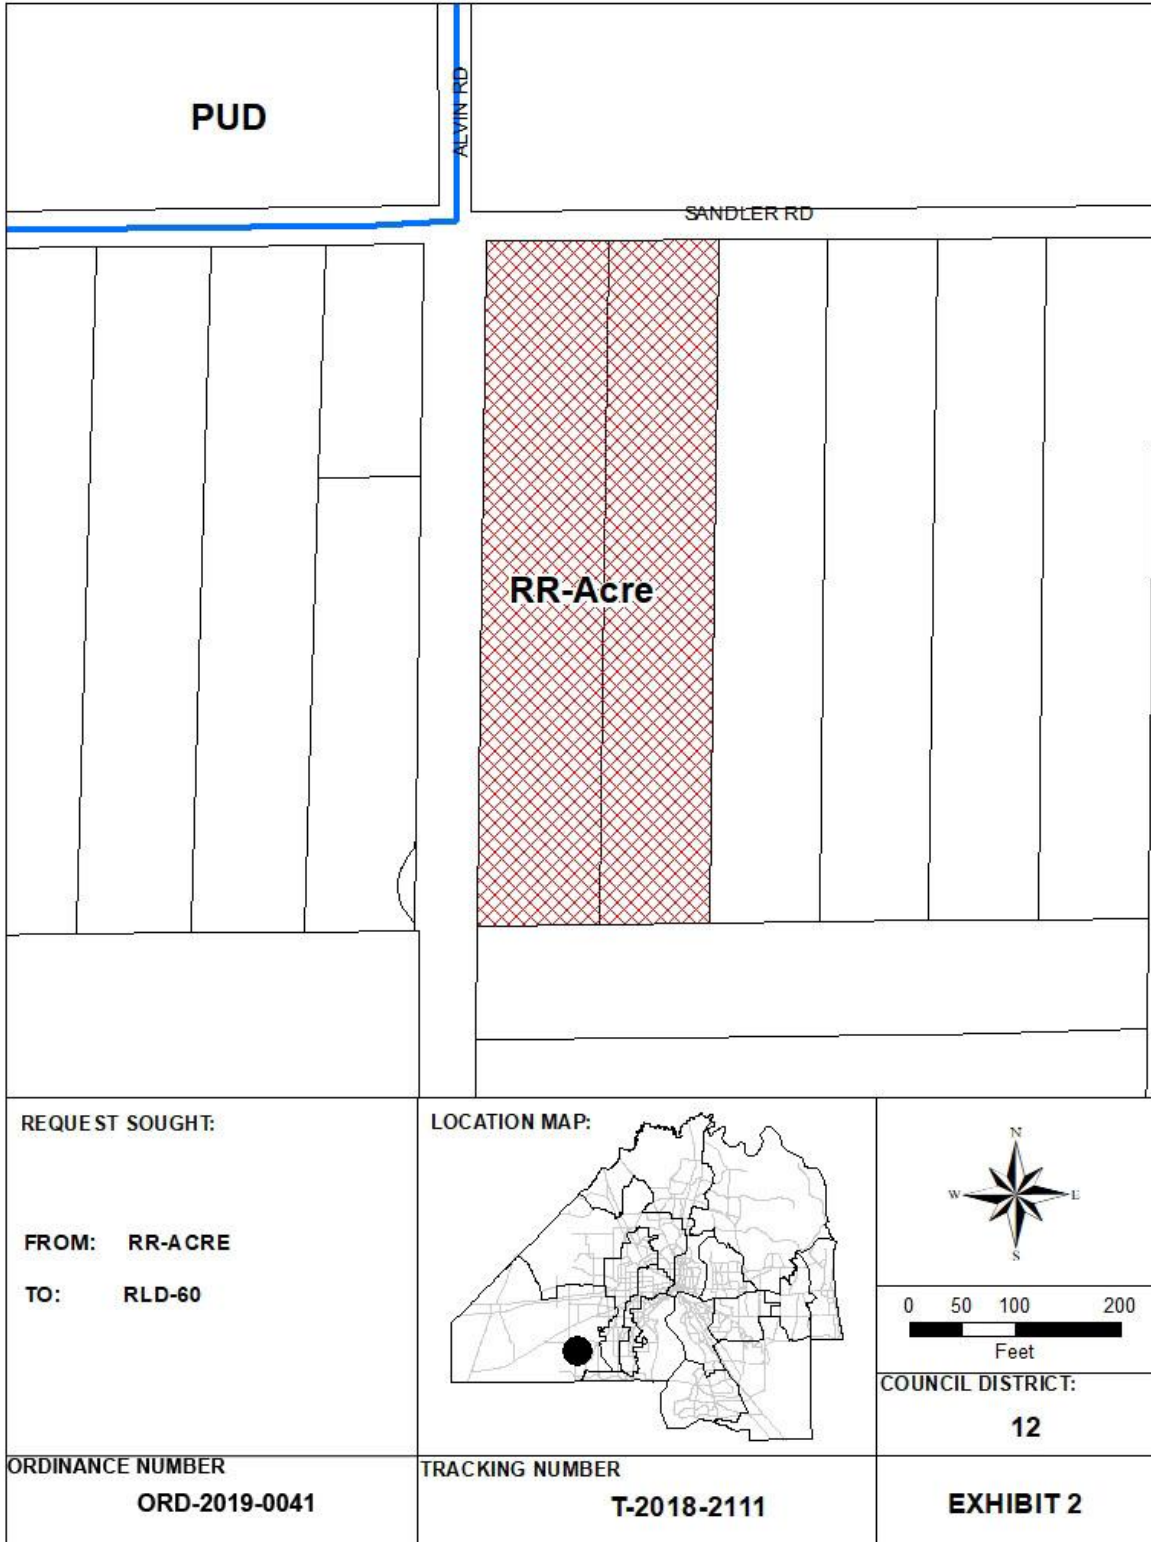 PUD
ALVIN RD
SANDLER RD
RR-Acre
REQUEST SOUGHT:
FROM: RR-ACRE
TO: RLD-60
LOCATION MAP:
N
W E
S
0 50 100 200
Feet
COUNCIL DISTRICT:
12
ORDINANCE NUMBER
ORD-2019-0041
TRACKING NUMBER
T-2018-2111
EXHIBIT 2